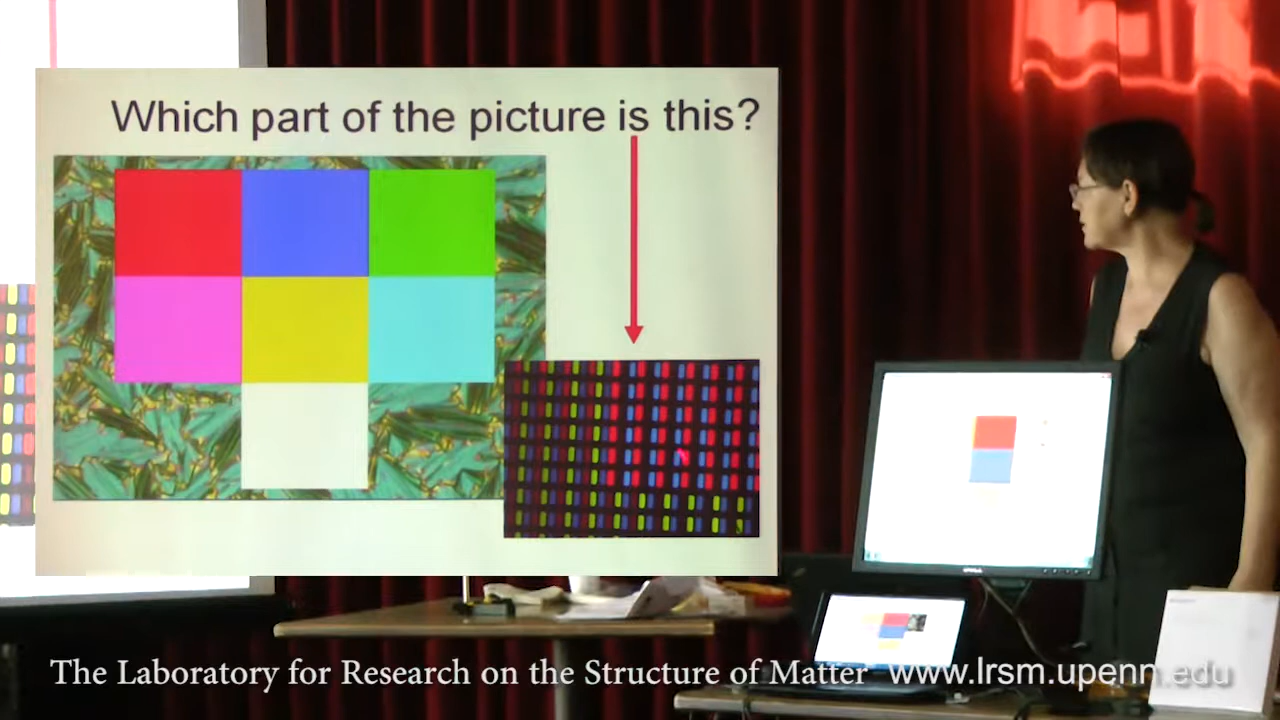 Which part of the picture is this?
The Laboratory for Research on the Structure of Matter www.lrsm.upenn.edu